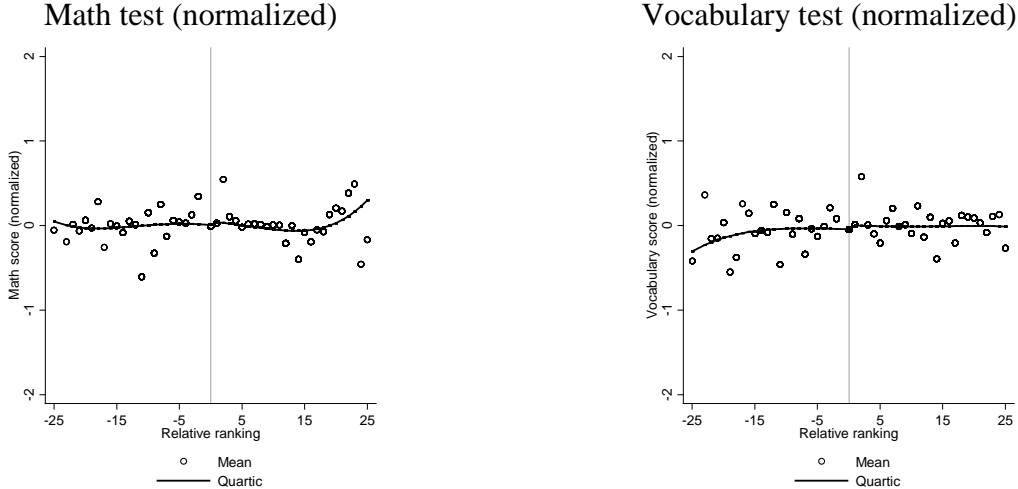 Math test (normalized)
Math score (normalized)
2
1
0
-1
-2
-25
-15
-5
5
15
25
Relative ranking
Mean
Quartic
Vocabulary test (normalized)
Vocabulary score (normalized)
2
1
0
-1
-2
-25
-15
-5
5
15
25
Relative ranking
Mean
Quartic